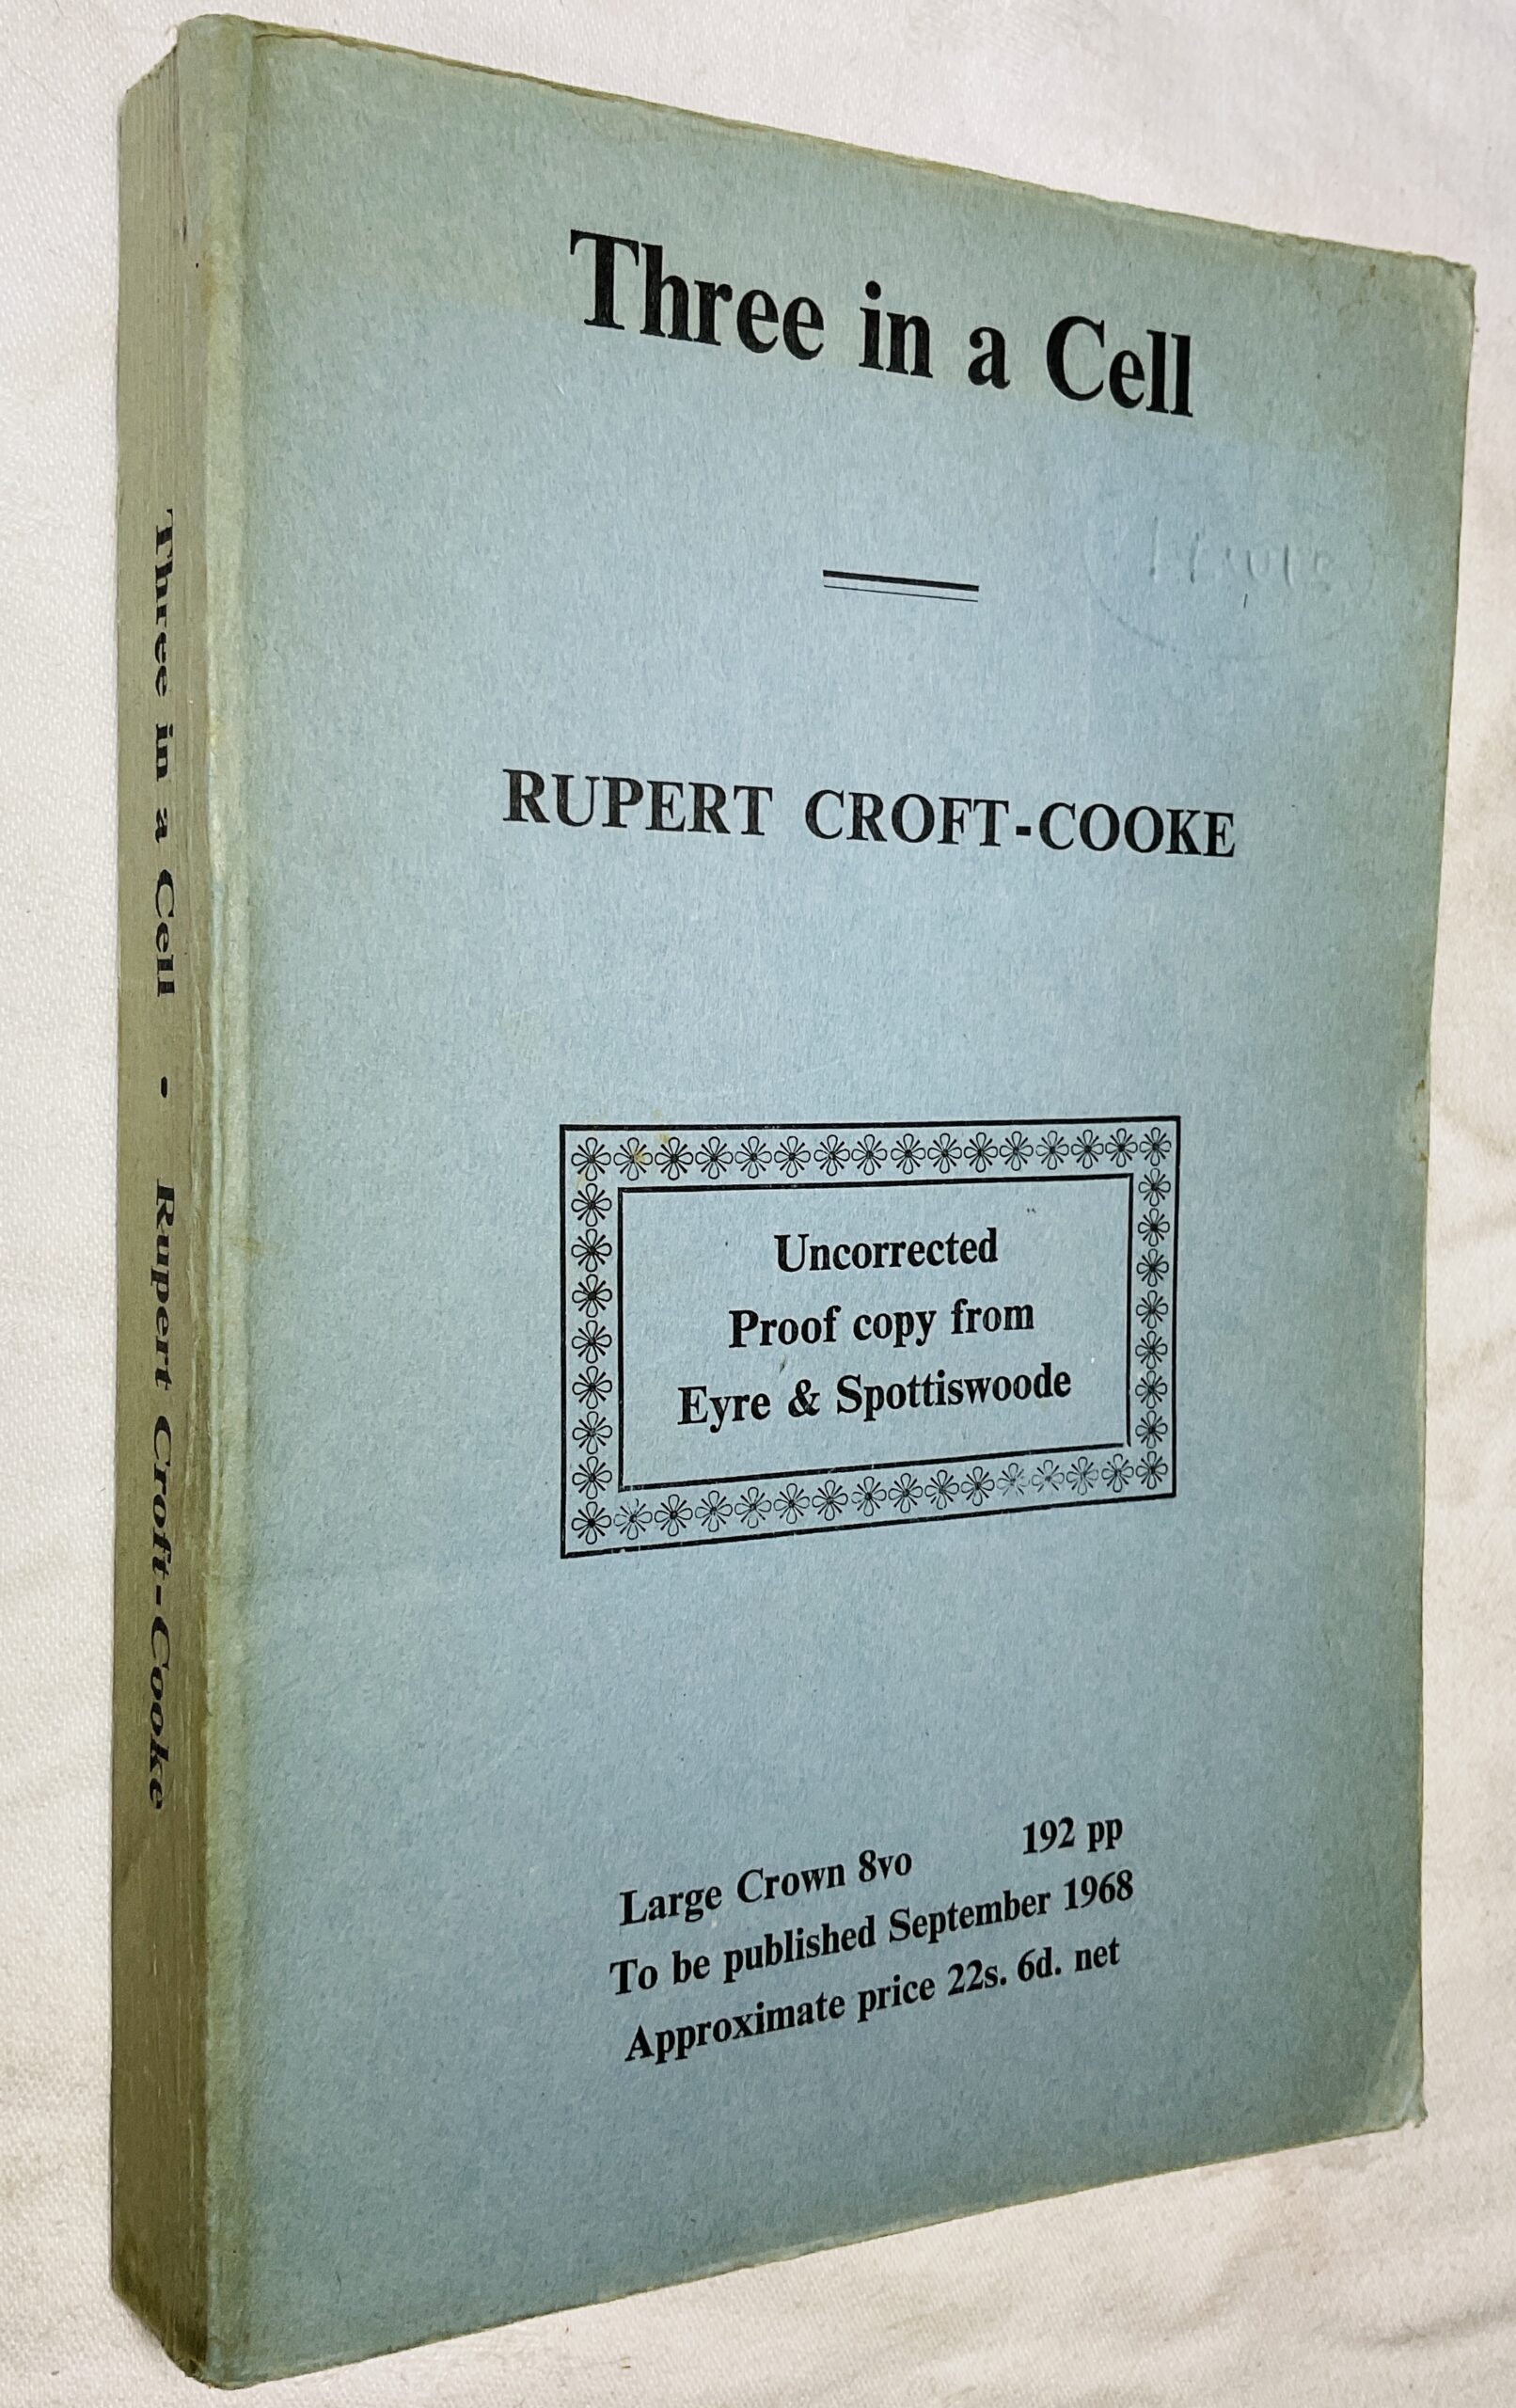 Three in a Cell
RUPERT CROFT-COOKE
Uncorrected
Proof copy from
Eyre & Spottiswoode
Large Crown 8vo 192 pp
To be published September 1968
Approximate price 22s. 6d. net
Three in a Cell • Rupert Croft-Cooke